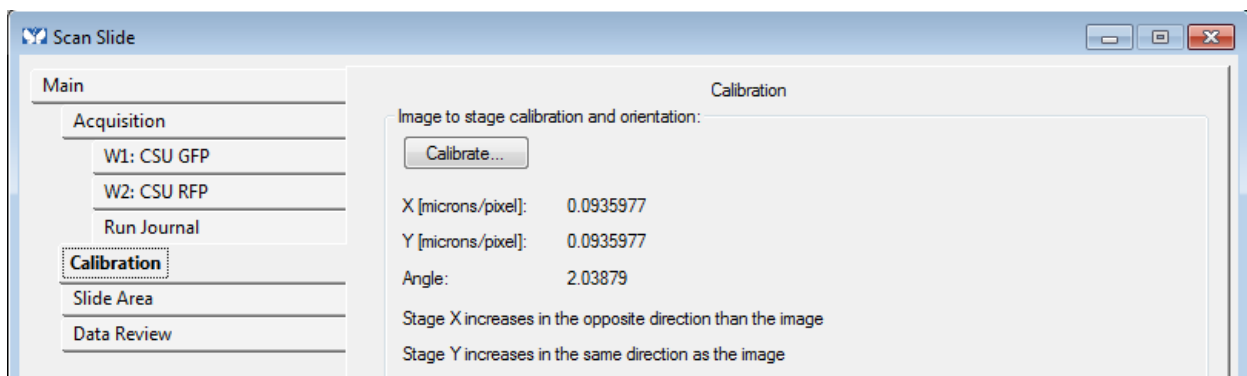 Scan Slide
Main
Acquisition
W1: CSU GFP
W2: CSU RFP
Run Journal
Calibration
Slide Area
Data Review
Calibration
Image to stage calibration and orientation:
Calibrate...
X [microns/pixel]: 0.0935977
Y [microns/pixel]: 0.0935977
Angle: 2.03879
Stage X increases in the opposite direction than the image
Stage Y increases in the same direction as the image